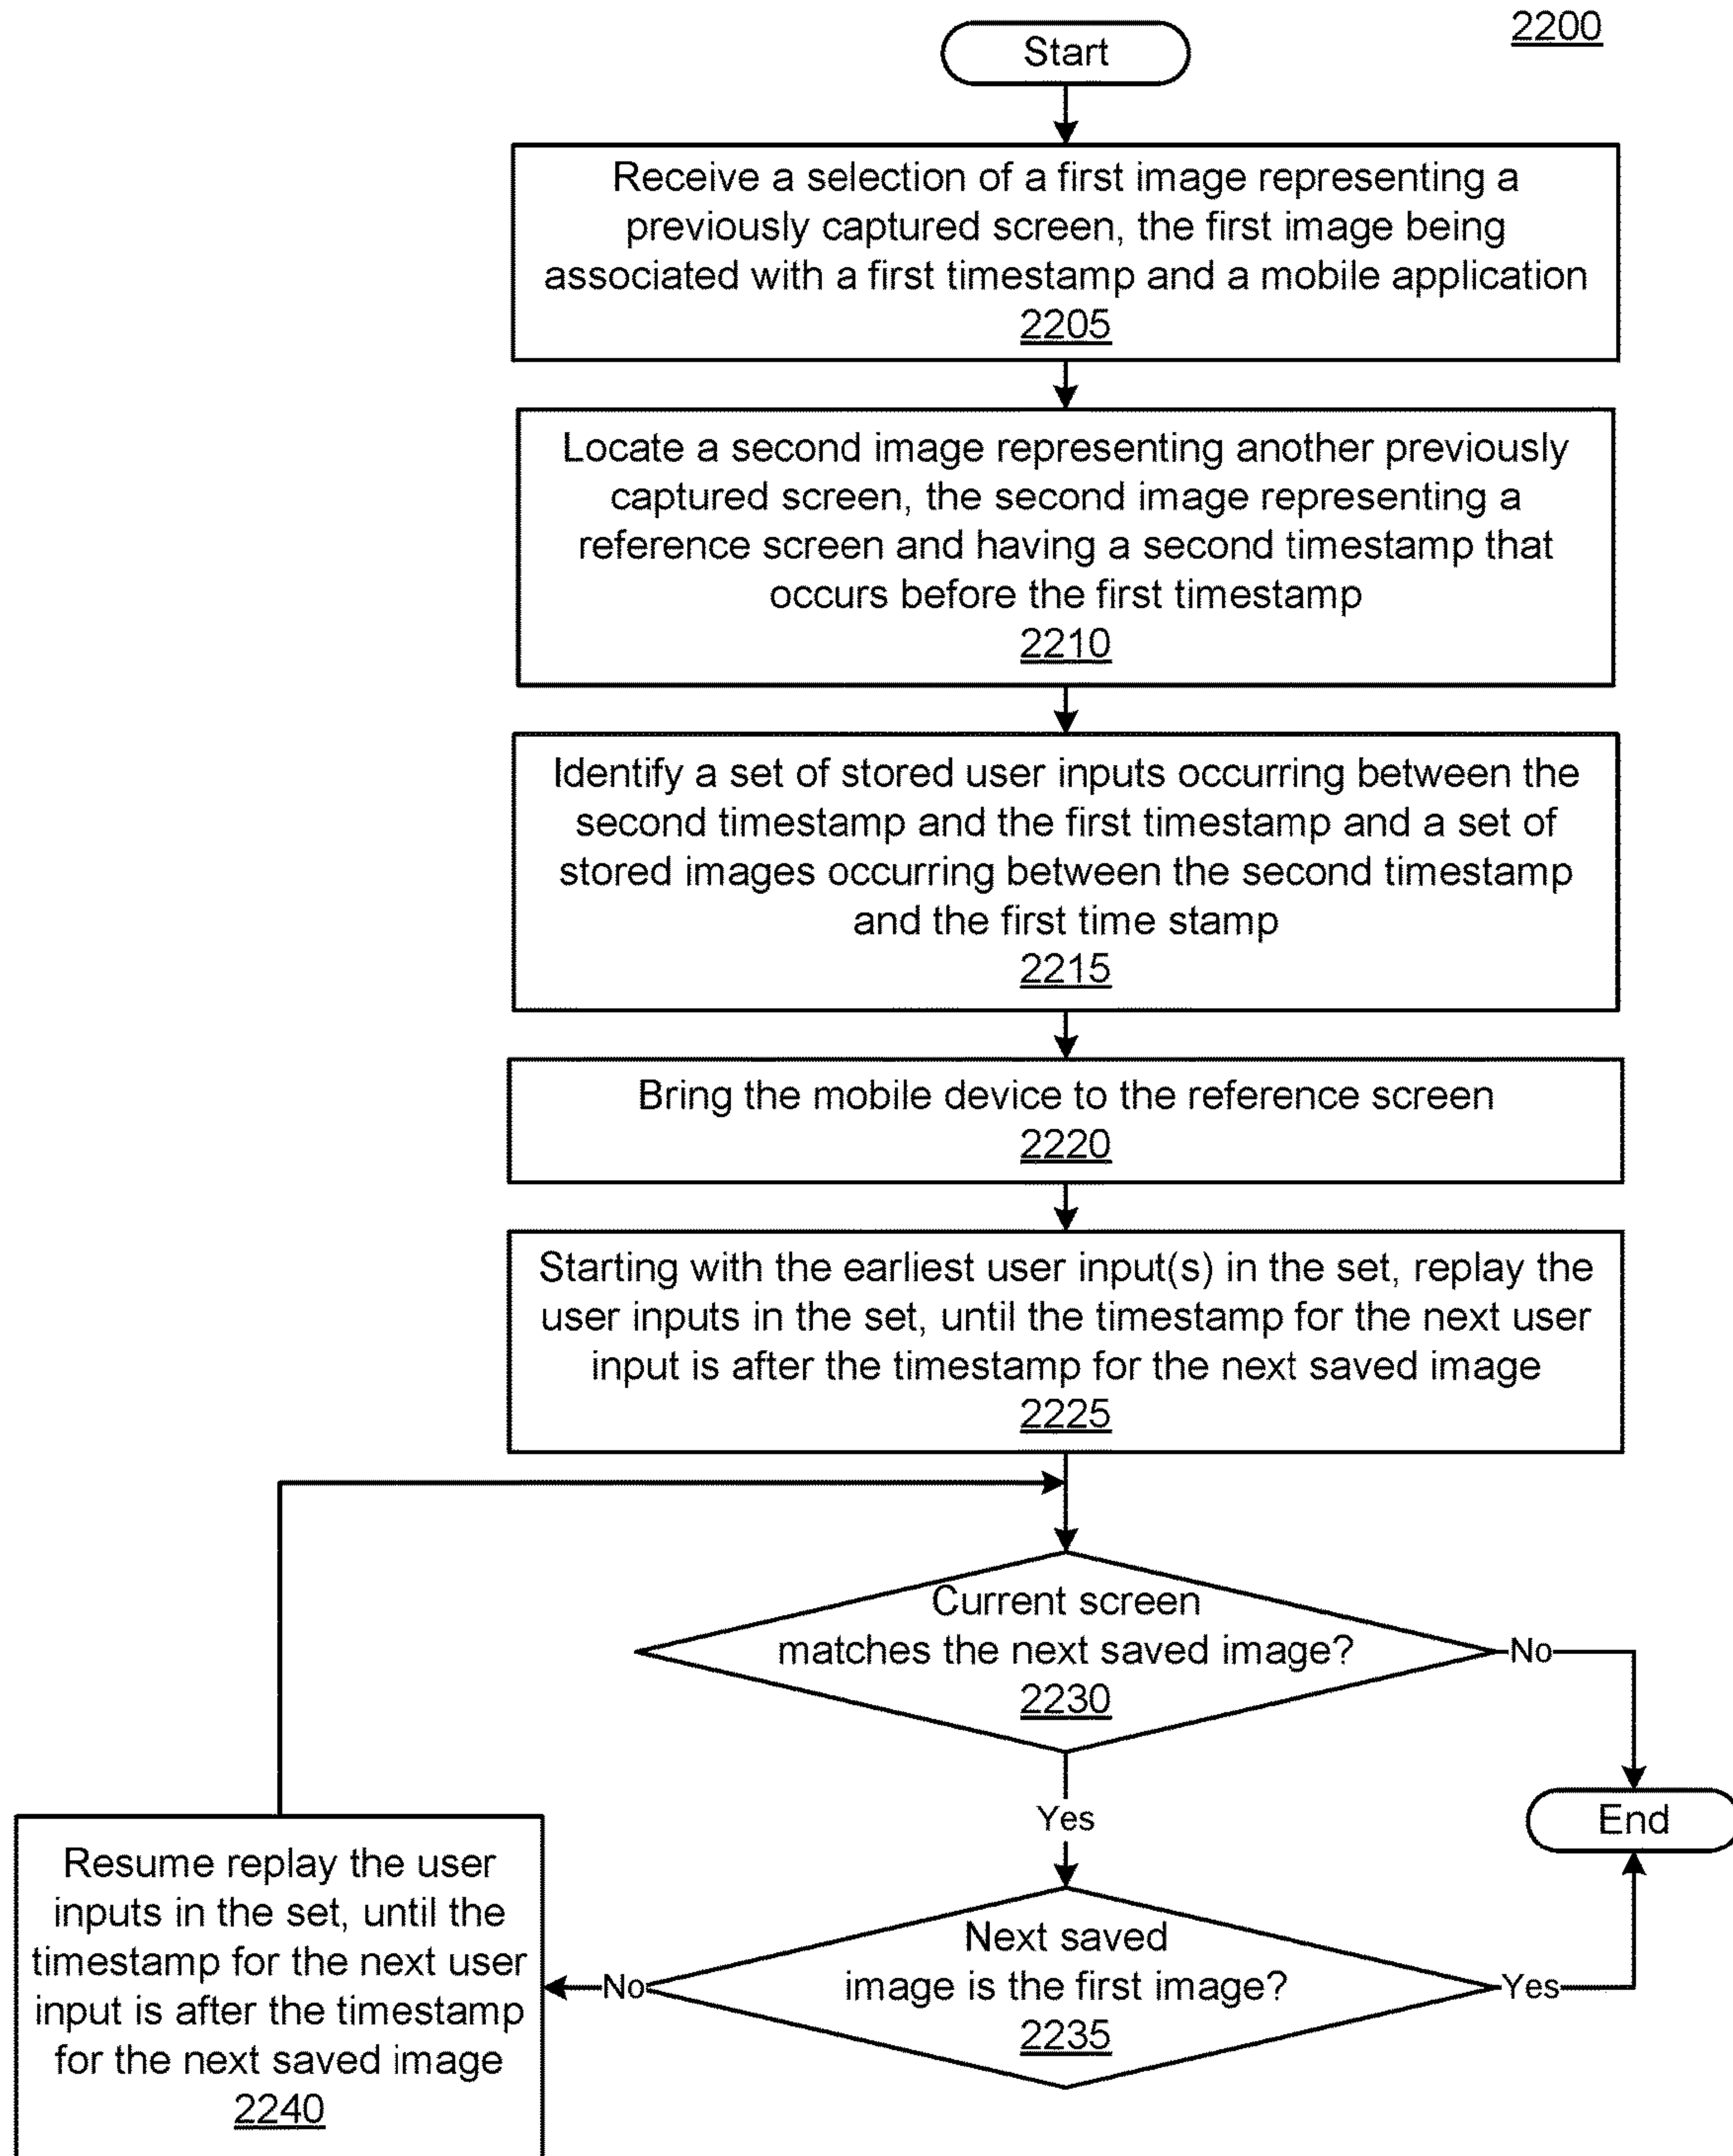 2200
Start
Receive a selection of a first image representing a
previously captured screen, the first image being
associated with a first timestamp and a mobile application
2205
Locate a second image representing another previously
captured screen, the second image representing a
reference screen and having a second timestamp that
occurs before the first timestamp
2210
Identify a set of stored user inputs occurring between the
second timestamp and the first timestamp and a set of
stored images occurring between the second timestamp
and the first time stamp
2215
Bring the mobile device to the reference screen
2220
Starting with the earliest user input(s) in the set, replay the
user inputs in the set, until the timestamp for the next user
input is after the timestamp for the next saved image
2225
Current screen
matches the next saved image?
2230
No
Yes
End
Next saved
image is the first image?
2235
No
Yes
Resume replay the user
inputs in the set, until the
timestamp for the next user
input is after the timestamp
for the next saved image
2240